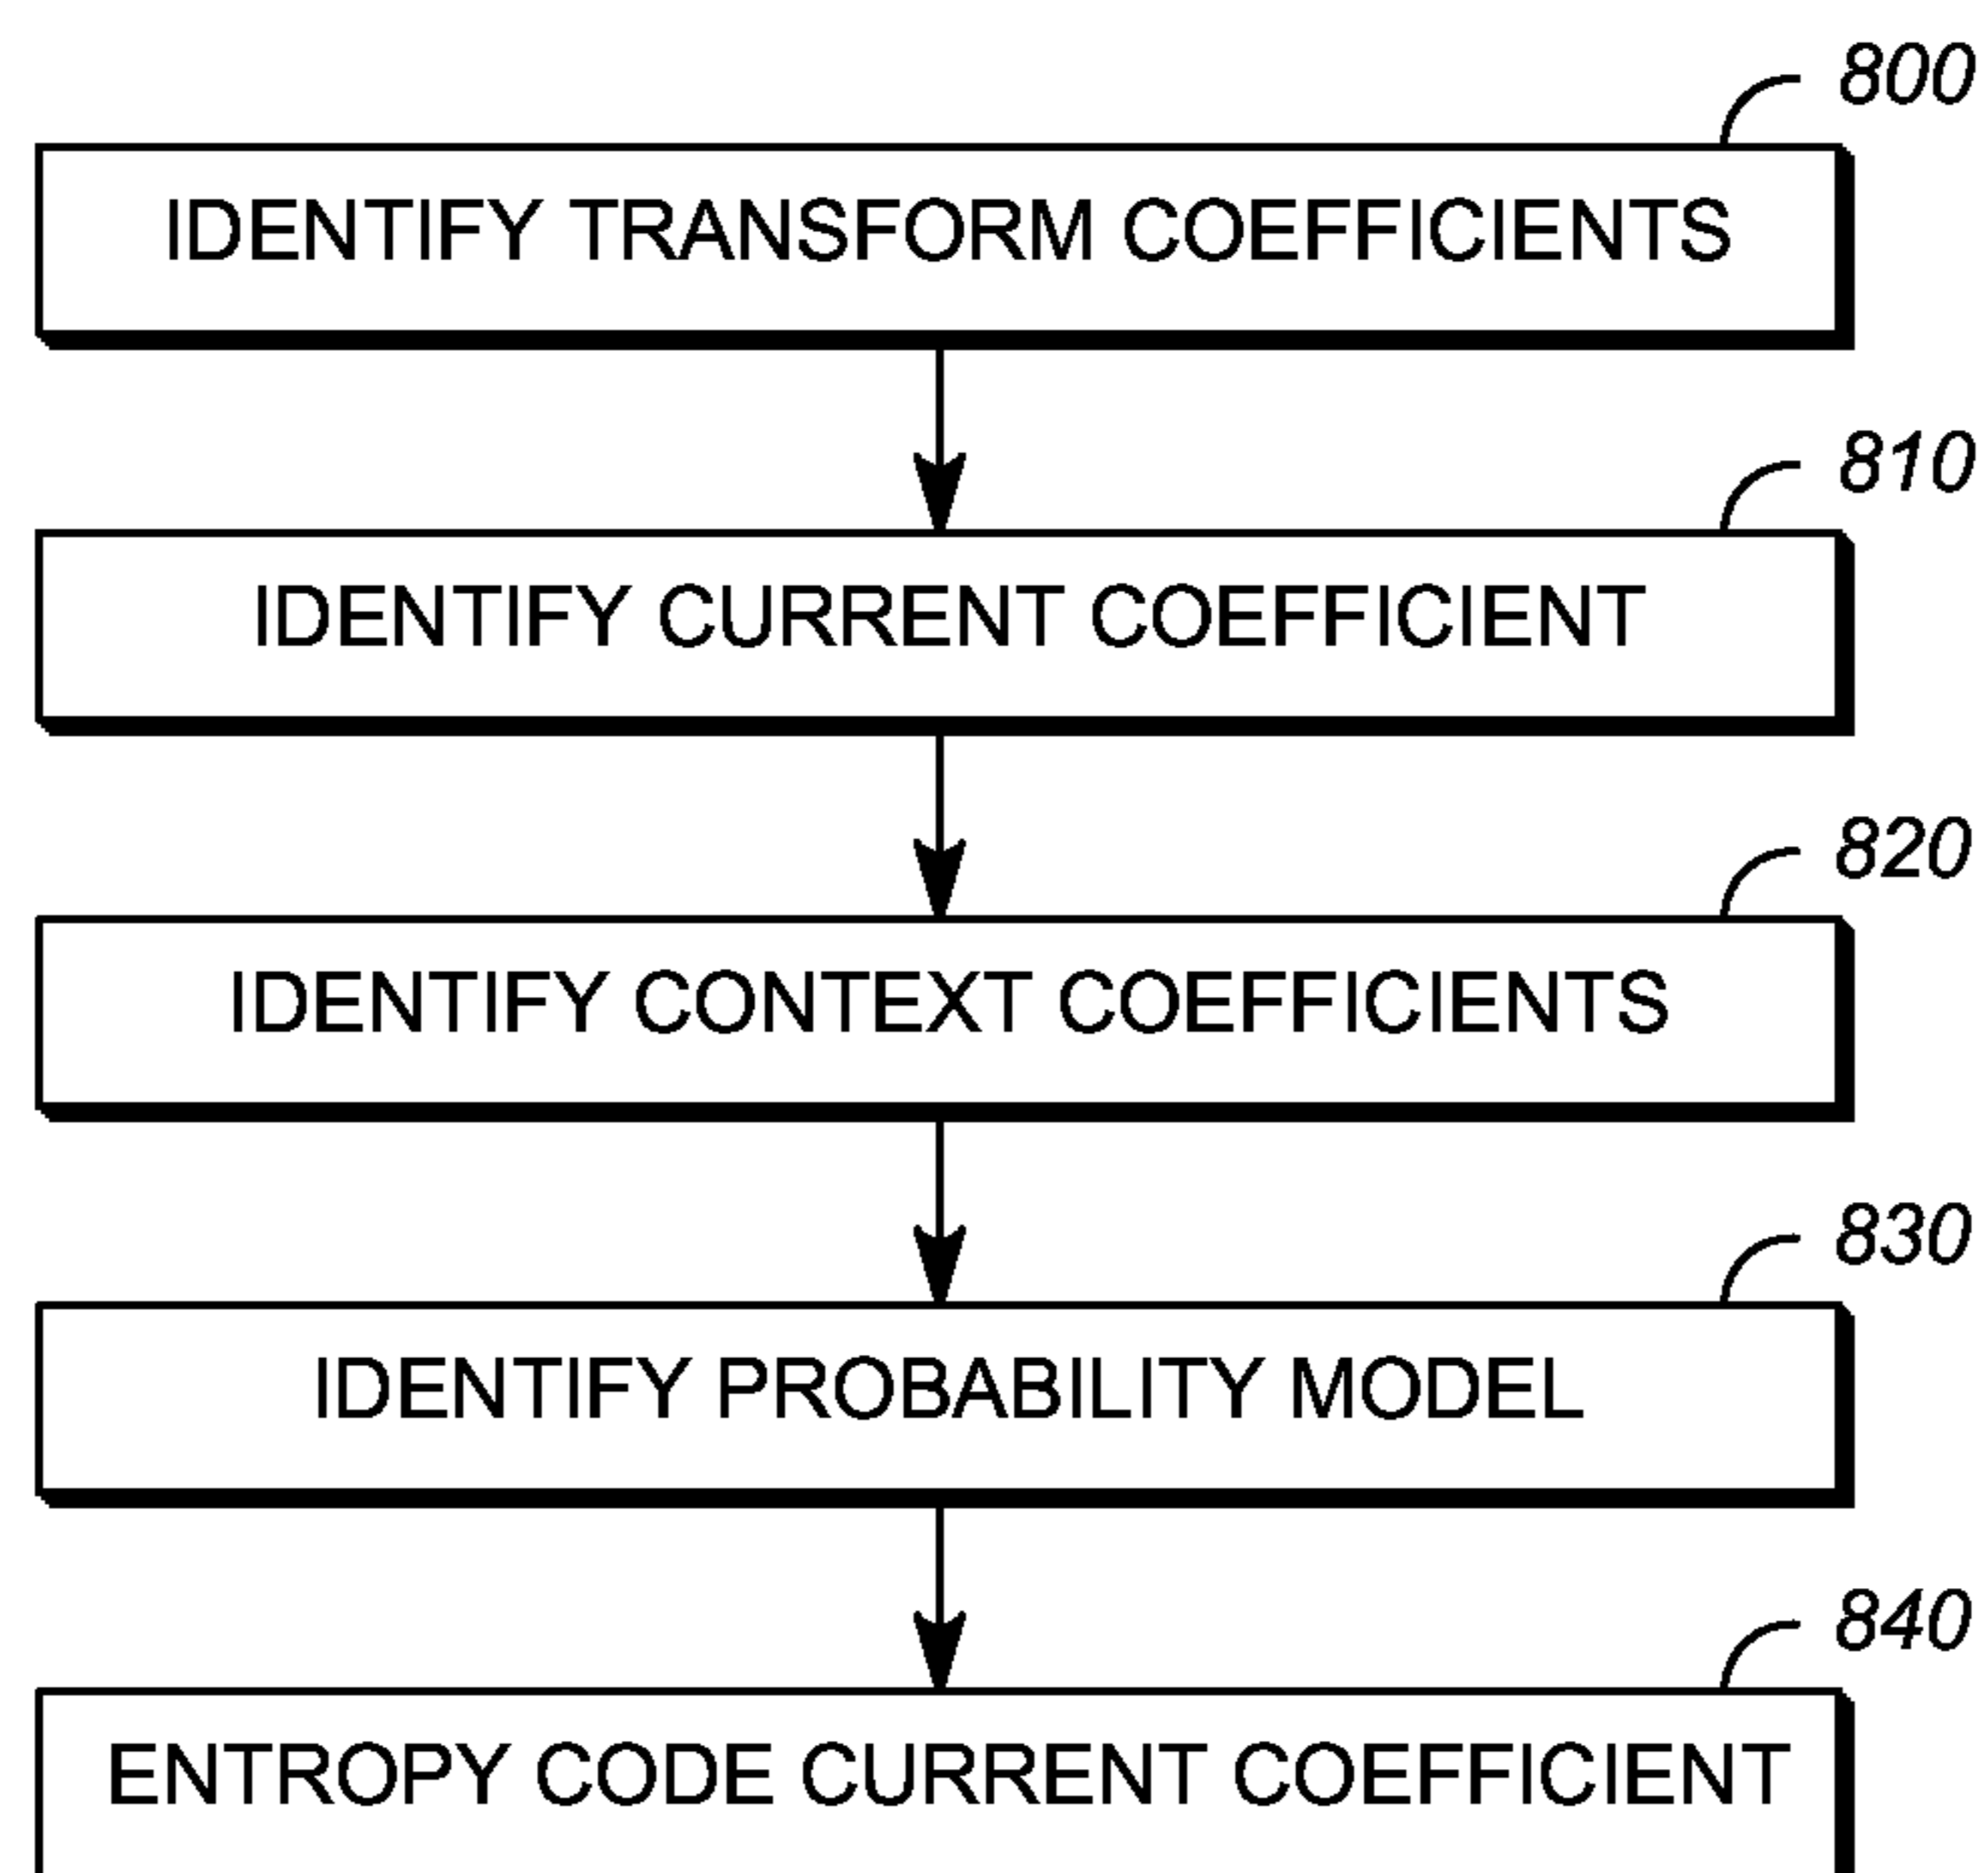 800
IDENTIFY TRANSFORM COEFFICIENTS
810
IDENTIFY CURRENT COEFFICIENT
820
IDENTIFY CONTEXT COEFFICIENTS
830
IDENTIFY PROBABILITY MODEL
840
ENTROPY CODE CURRENT COEFFICIENT